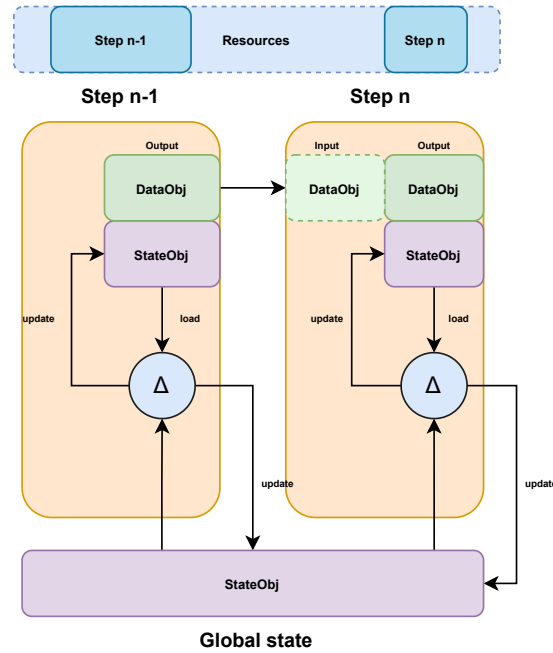 Step n-1
Resources
Step n
Step n-1
Step n
Output
Input
Output
DataObj
DataObj
DataObj
StateObj
StateObj
update
load
update
load
Δ
Δ
update
update
StateObj
Global state